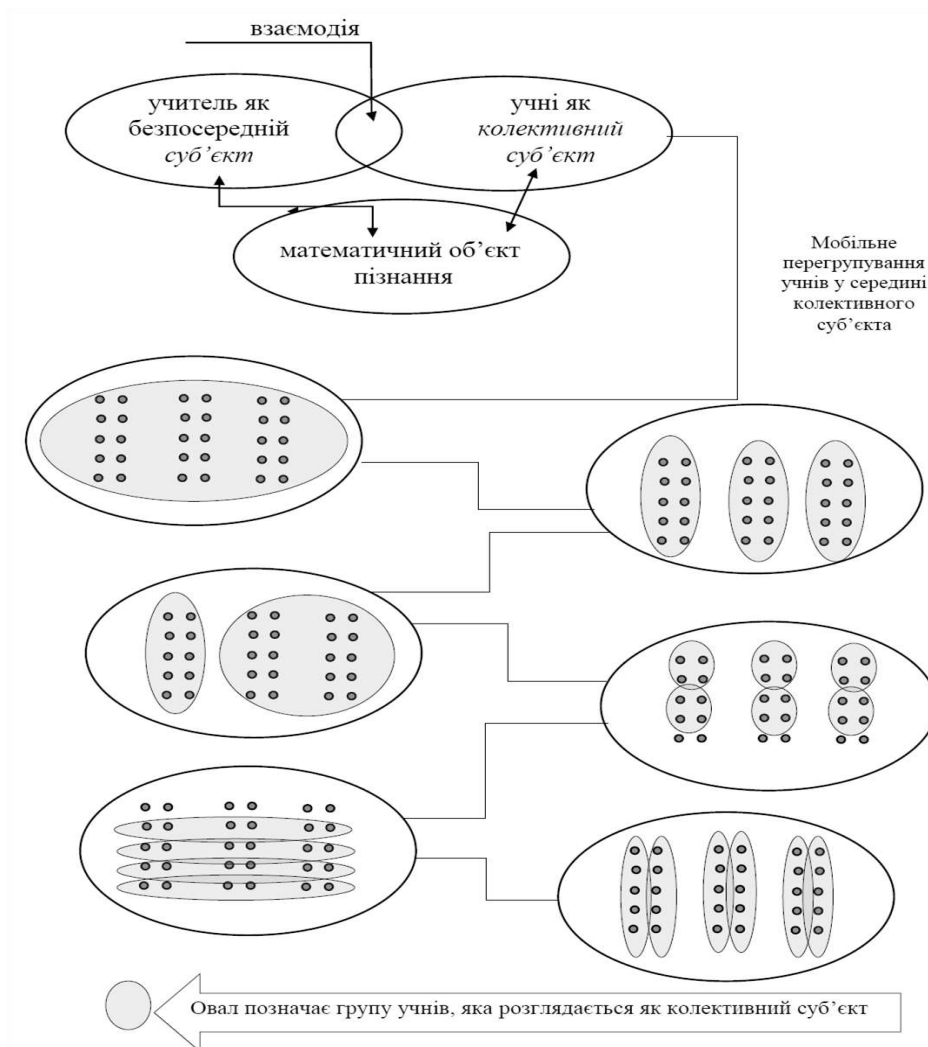 взаємодія
учитель як
безпосередній
суб’єкт
учні як
колективний
суб’єкт
математичний об’єкт
пізнання
Мобільне
перегрупування
учнів у середині
колективного
суб’єкта
Овал позначає групу учнів, яка розглядається як колективний суб’єкт